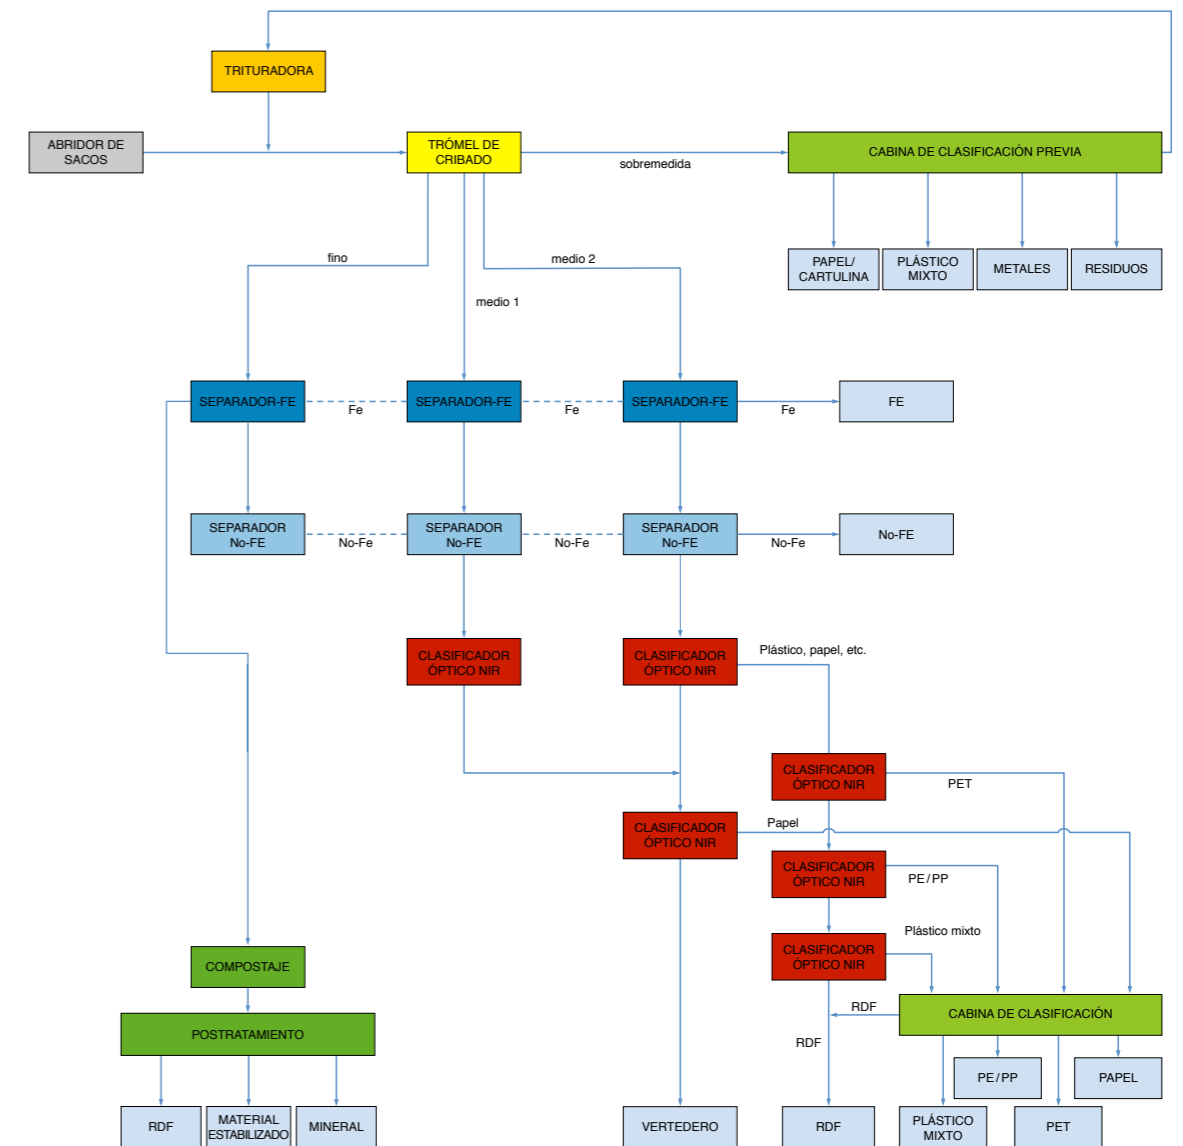 TRITURADORA
ABRIDOR DE
SACOS
TRÓMEL DE
CRIBADO
sobremedida
CABINA DE CLASIFICACIÓN PREVIA
PAPEL/
CARTULINA
PLÁSTICO
MIXTO
METALES
RESIDUOS
fino
medio 1
medio 2
SEPARADOR-FE
Fe
SEPARADOR-FE
Fe
SEPARADOR-FE
Fe
FE
SEPARADOR
No-FE
No-Fe
SEPARADOR
No-FE
No-Fe
SEPARADOR
No-FE
No-Fe
No-FE
CLASIFICADOR
ÓPTICO NIR
CLASIFICADOR
ÓPTICO NIR
Plástico, papel, etc.
CLASIFICADOR
ÓPTICO NIR
PET
CLASIFICADOR
ÓPTICO NIR
Papel
CLASIFICADOR
ÓPTICO NIR
PE/PP
CLASIFICADOR
ÓPTICO NIR
Plástico mixto
COMPOSTAJE
POSTRATAMIENTO
RDF
MATERIAL
ESTABILIZADO
MINERAL
CABINA DE CLASIFICACIÓN
RDF
RDF
PE/PP
PAPEL
VERTEDERO
RDF
PLÁSTICO
MIXTO
PET